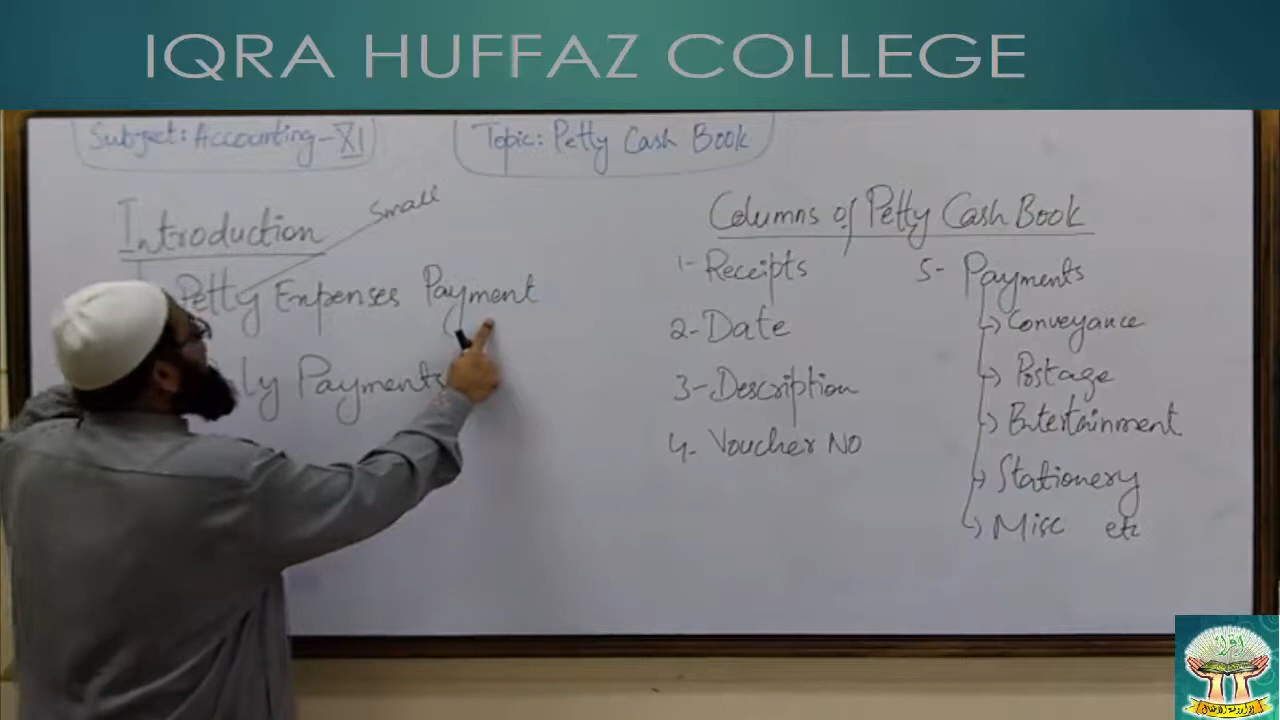 IQRA HUFFAZ COLLEGE
Subject: Accounting-XI
Topic: Petty Cash Book
Introduction
Small
Petty Expenses Payment
ly Payments
Columns of Petty Cash Book
1- Receipts
2- Date
3- Description
4. Voucher NO
5- Payments
Conveyance
Postage
Entertainment
Stationery
Misc etc